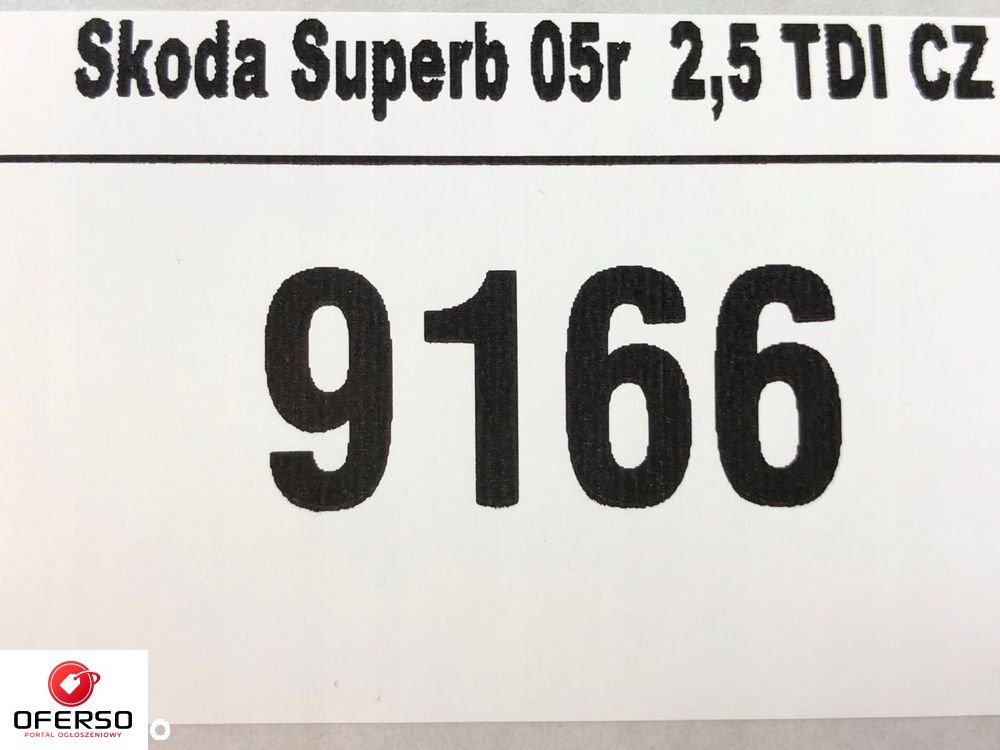 Skoda Superb 05r 2,5 TDI CZ
9166
OFERSO
PORTAL OGŁOSZENIOWY